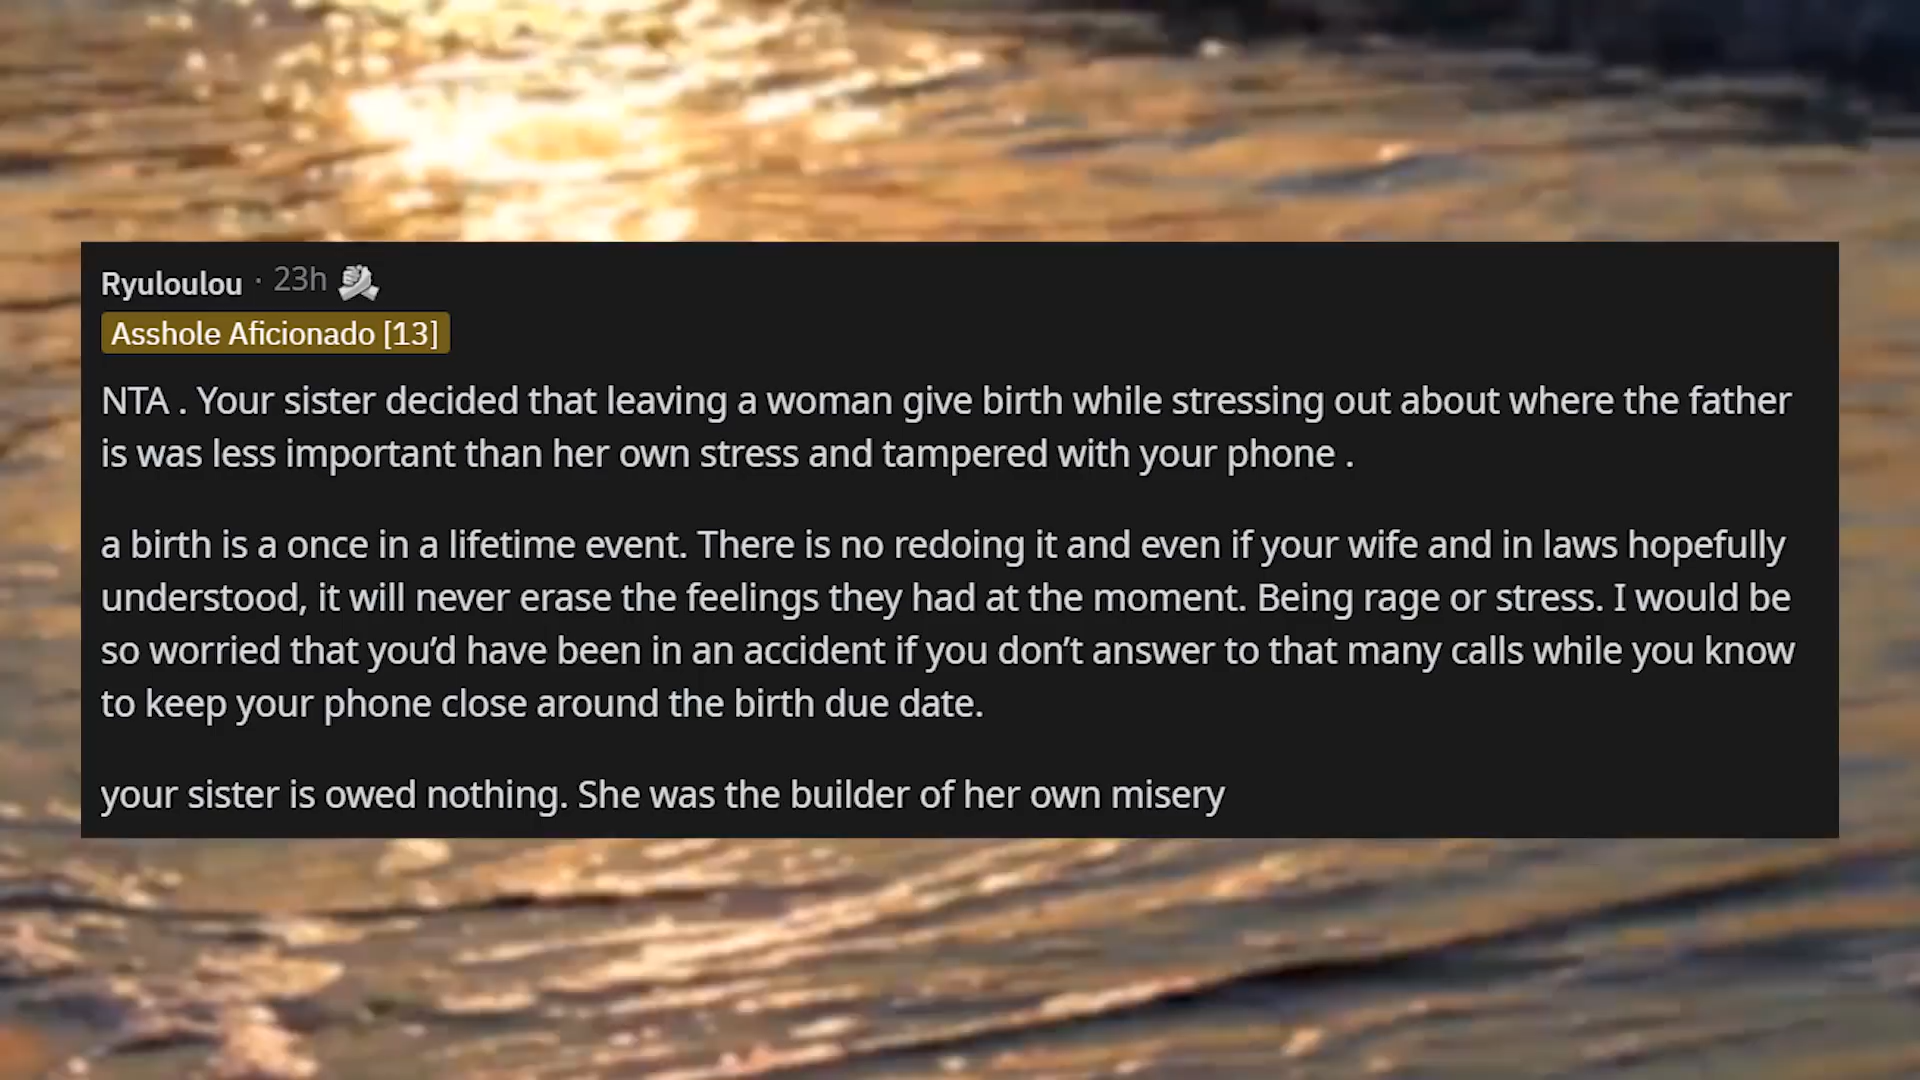 Ryuloulou · 23h
Asshole Aficionado [13]
NTA . Your sister decided that leaving a woman give birth while stressing out about where the father
is was less important than her own stress and tampered with your phone .
a birth is a once in a lifetime event. There is no redoing it and even if your wife and in laws hopefully
understood, it will never erase the feelings they had at the moment. Being rage or stress. I would be
so worried that you’d have been in an accident if you don’t answer to that many calls while you know
to keep your phone close around the birth due date.
your sister is owed nothing. She was the builder of her own misery